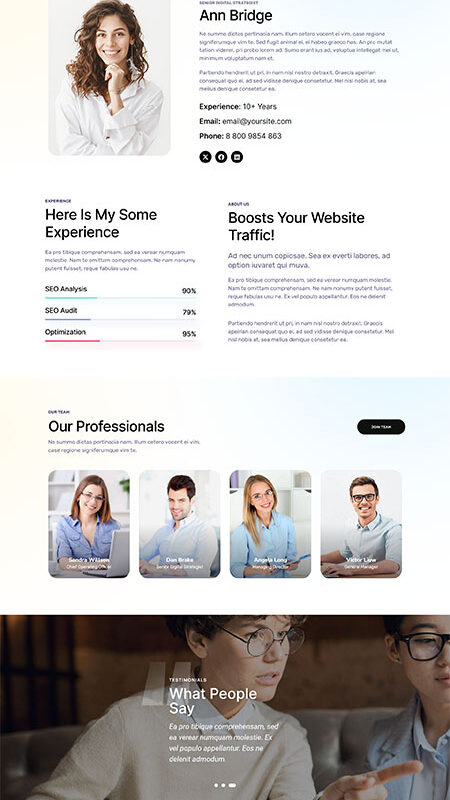 SENIOR DIGITAL STRATEGIST
Ann Bridge
Ne summo dictas pertinacia nam. Illum cetero vocent ei vim, case regione
signiferumque vim te. Sed fugit animal ei, ei habeo graeco has. An pro mutat
tation viderer, pri probo lorem ad. Sumo erant ius ad, voluptua intellegat nel ut,
minimum voluptatum nam et.
Partiendo hendrerit ut pri, in nam nisl nostro detraxit. Graecis apeirian
consequat quo ei, ad sed vidisse denique consetetur. Mel nisl nobis at, sea
melius denique consetetur ea.
Experience: 10+ Years
Email: email@yoursite.com
Phone: 8 800 9854 863
EXPERIENCE
Here Is My Some
Experience
Ea pro tibique comprehensam, sed ea verear numquam
molestie. Nam te omittam comprehensam. Ne nam nonumy
putent fuisset, reque fabulas usu ne.
SEO Analysis 90%
SEO Audit 79%
Optimization 95%
ABOUT US
Boosts Your Website
Traffic!
Ad nec unum copiosae. Sea ex everti labores, ad
option iuvaret qui muva.
Ea pro tibique comprehensam, sed ea verear numquam molestie.
Nam te omittam comprehensam. Ne nam nonumy putent fuisset,
reque fabulas usu ne. Ex vel populo appellantur. Eos ne delenit
admodum.
Partiendo hendrerit ut pri, in nam nisl nostro detraxit. Graecis
apeirian consequat quo ei, ad sed vidisse denique consetetur. Mel
nisl nobis at, sea melius denique consetetur ea.
OUR TEAM
Our Professionals
Ne summo dictas pertinacia nam. Illum cetero vocent ei vim,
case regione signiferumque vim te.
JOIN TEAM
Sandra Willson
Chief Operating Officer
Dan Brake
Senior Digital Strategist
Angela Long
Managing Director
Victor Liuw
General Manager
TESTIMONIALS
What People
Say
Ea pro tibique comprehensam, sed
ea verear numquam molestie. Ex
vel populo appellantur. Eos ne
delenit admodum.